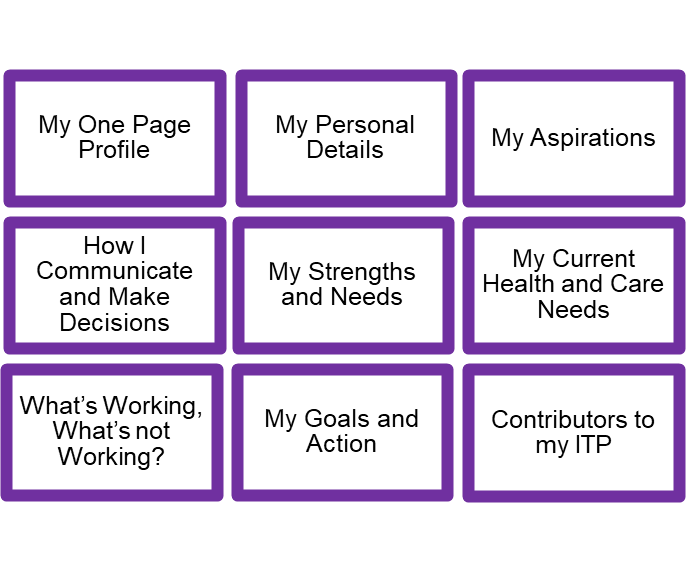 My One Page
Profile
My Personal
Details
My Aspirations
How I
Communicate
and Make
Decisions
My Strengths
and Needs
My Current
Health and Care
Needs
What's Working,
What's not
Working?
My Goals and
Action
Contributors to
my ITP